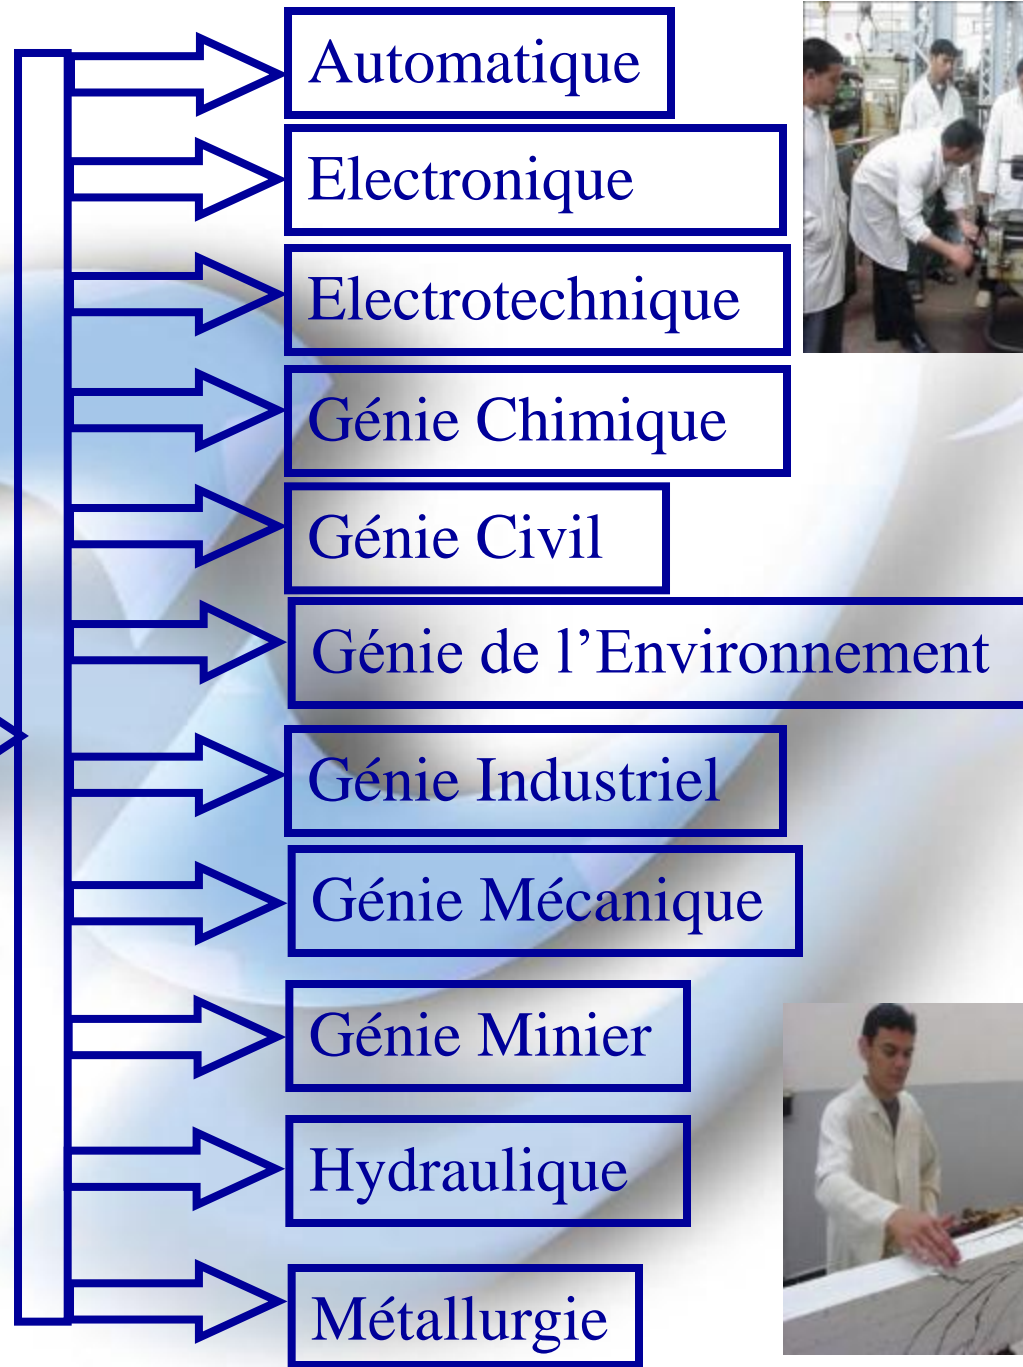 Automatique
Electronique
Electrotechnique
Génie Chimique
Génie Civil
Génie de l’Environnement
Génie Industriel
Génie Mécanique
Génie Minier
Hydraulique
Métallurgie